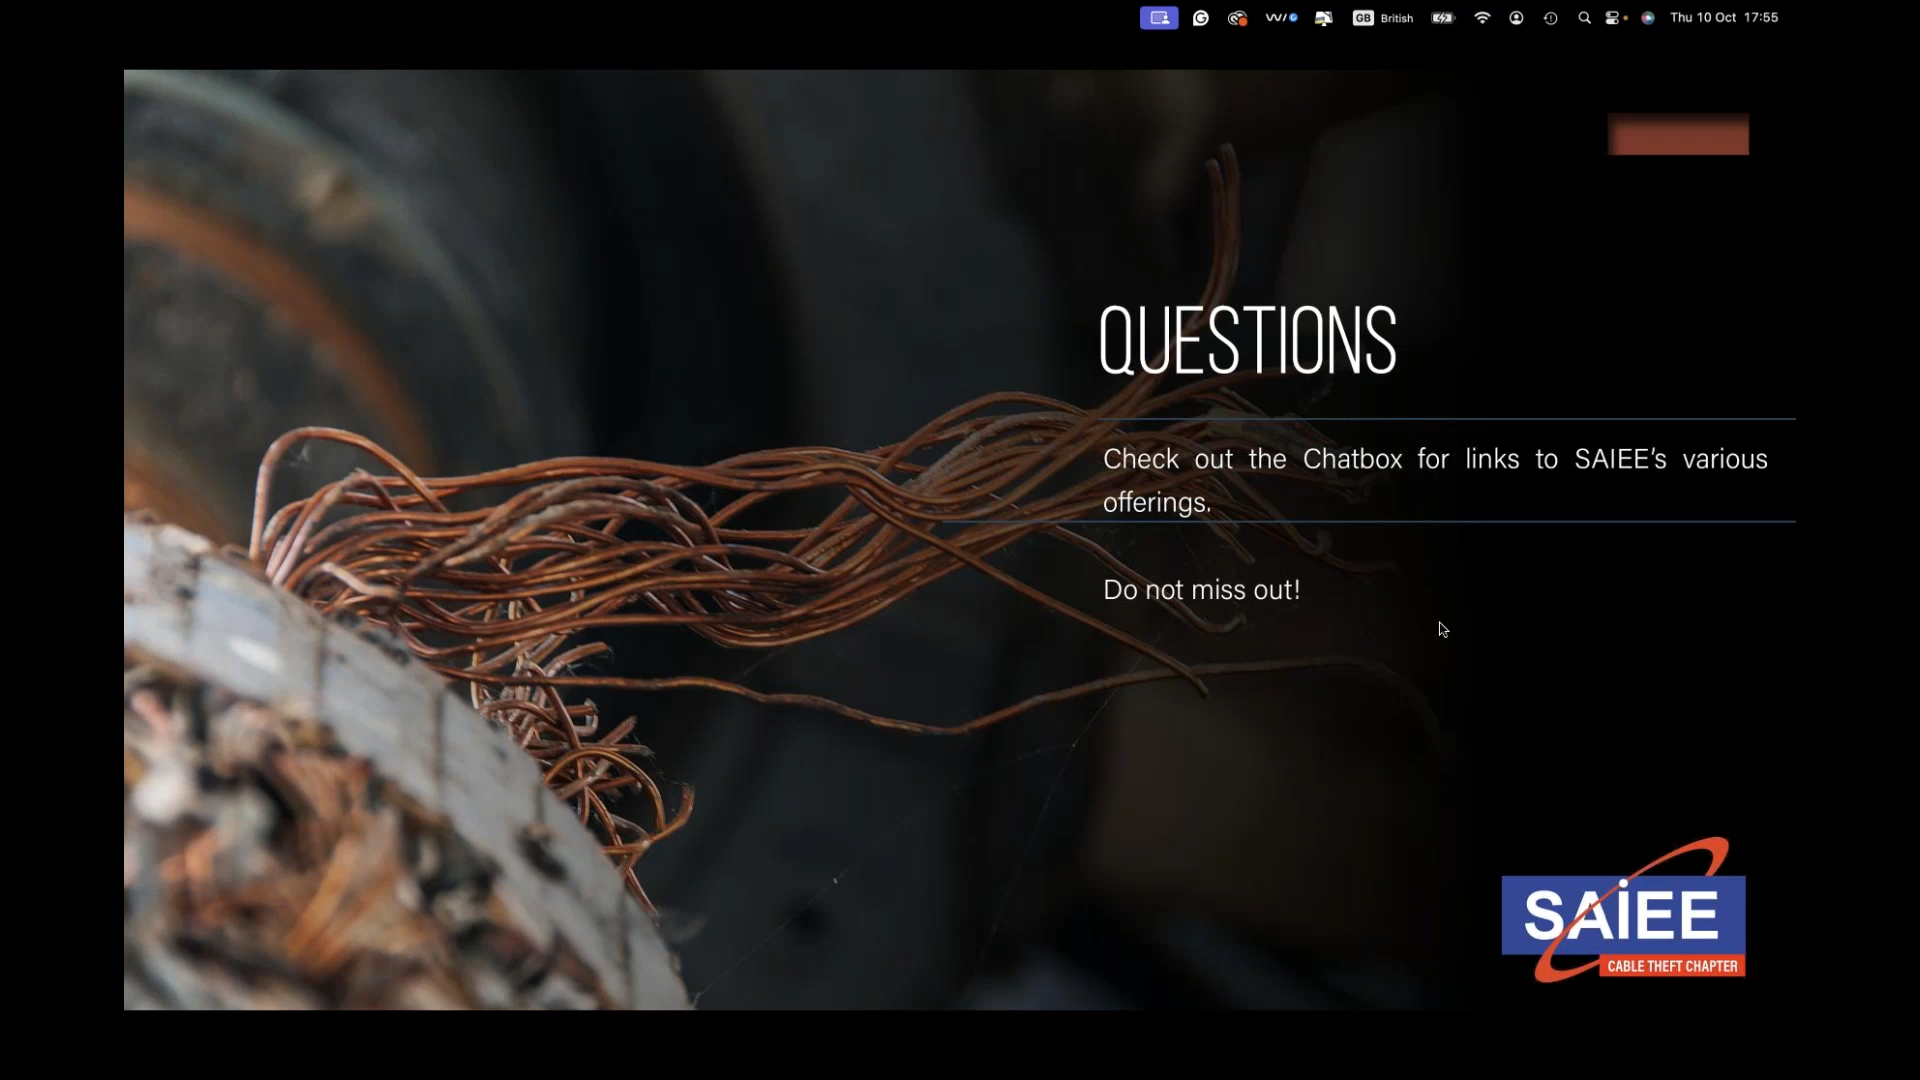 GB British Thu 10 Oct 17:55
QUESTIONS
Check out the Chatbox for links to SAIEE's various
offerings.
Do not miss out!
SAiEE
CABLE THEFT CHAPTER